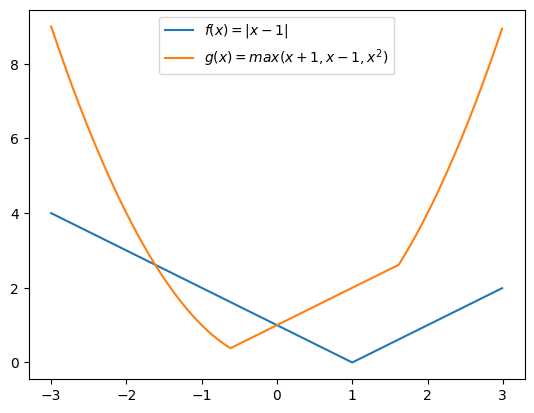 f(x) = |x − 1|
g(x) = max(x + 1, x − 1, x²)
8
6
4
2
0
−3 −2 −1 0 1 2 3